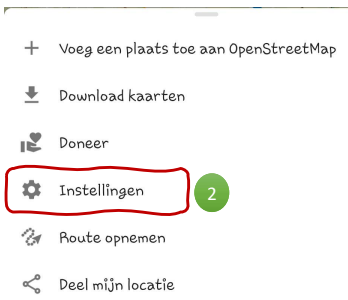 Voeg een plaats toe aan OpenStreetMap
Download kaarten
Doneer
Instellingen
2
Route opnemen
Deel mijn locatie